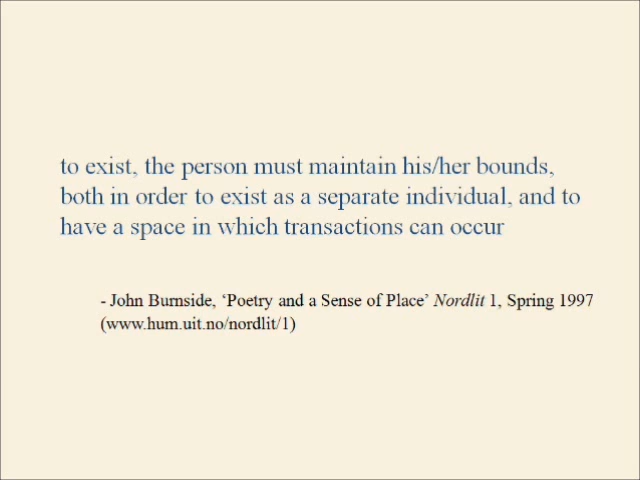 to exist, the person must maintain his/her bounds,
both in order to exist as a separate individual, and to
have a space in which transactions can occur
- John Burnside, ‘Poetry and a Sense of Place’ Nordlit 1, Spring 1997
(www.hum.uit.no/nordlit/1)